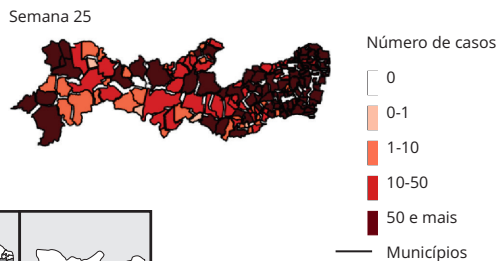 Semana 25
Número de casos
0
0-1
1-10
10-50
50 e mais
Municípios